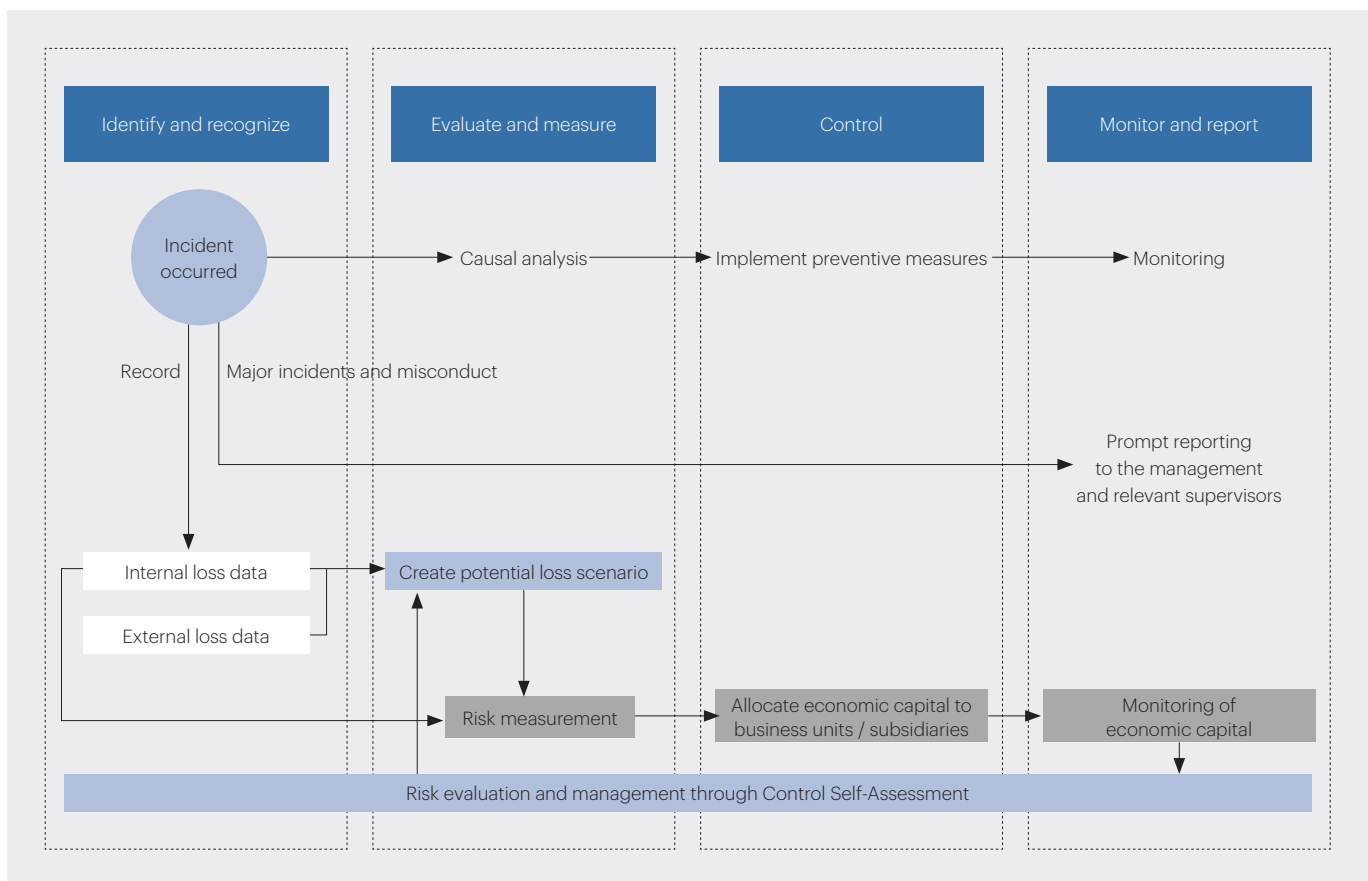 Identify and recognize
Evaluate and measure
Control
Monitor and report
Incident
occurred
Causal analysis
Implement preventive measures
Monitoring
Record
Major incidents and misconduct
Prompt reporting
to the management
and relevant supervisors
Internal loss data
Create potential loss scenario
External loss data
Risk measurement
Allocate economic capital to
business units / subsidiaries
Monitoring of
economic capital
Risk evaluation and management through Control Self-Assessment